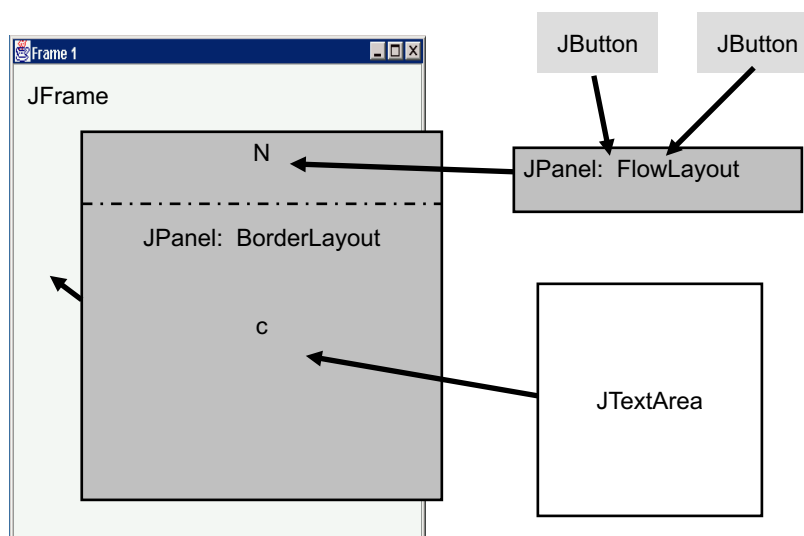 JButton
JButton
Frame 1
JFrame
N
JPanel: FlowLayout
JPanel: BorderLayout
c
JTextArea